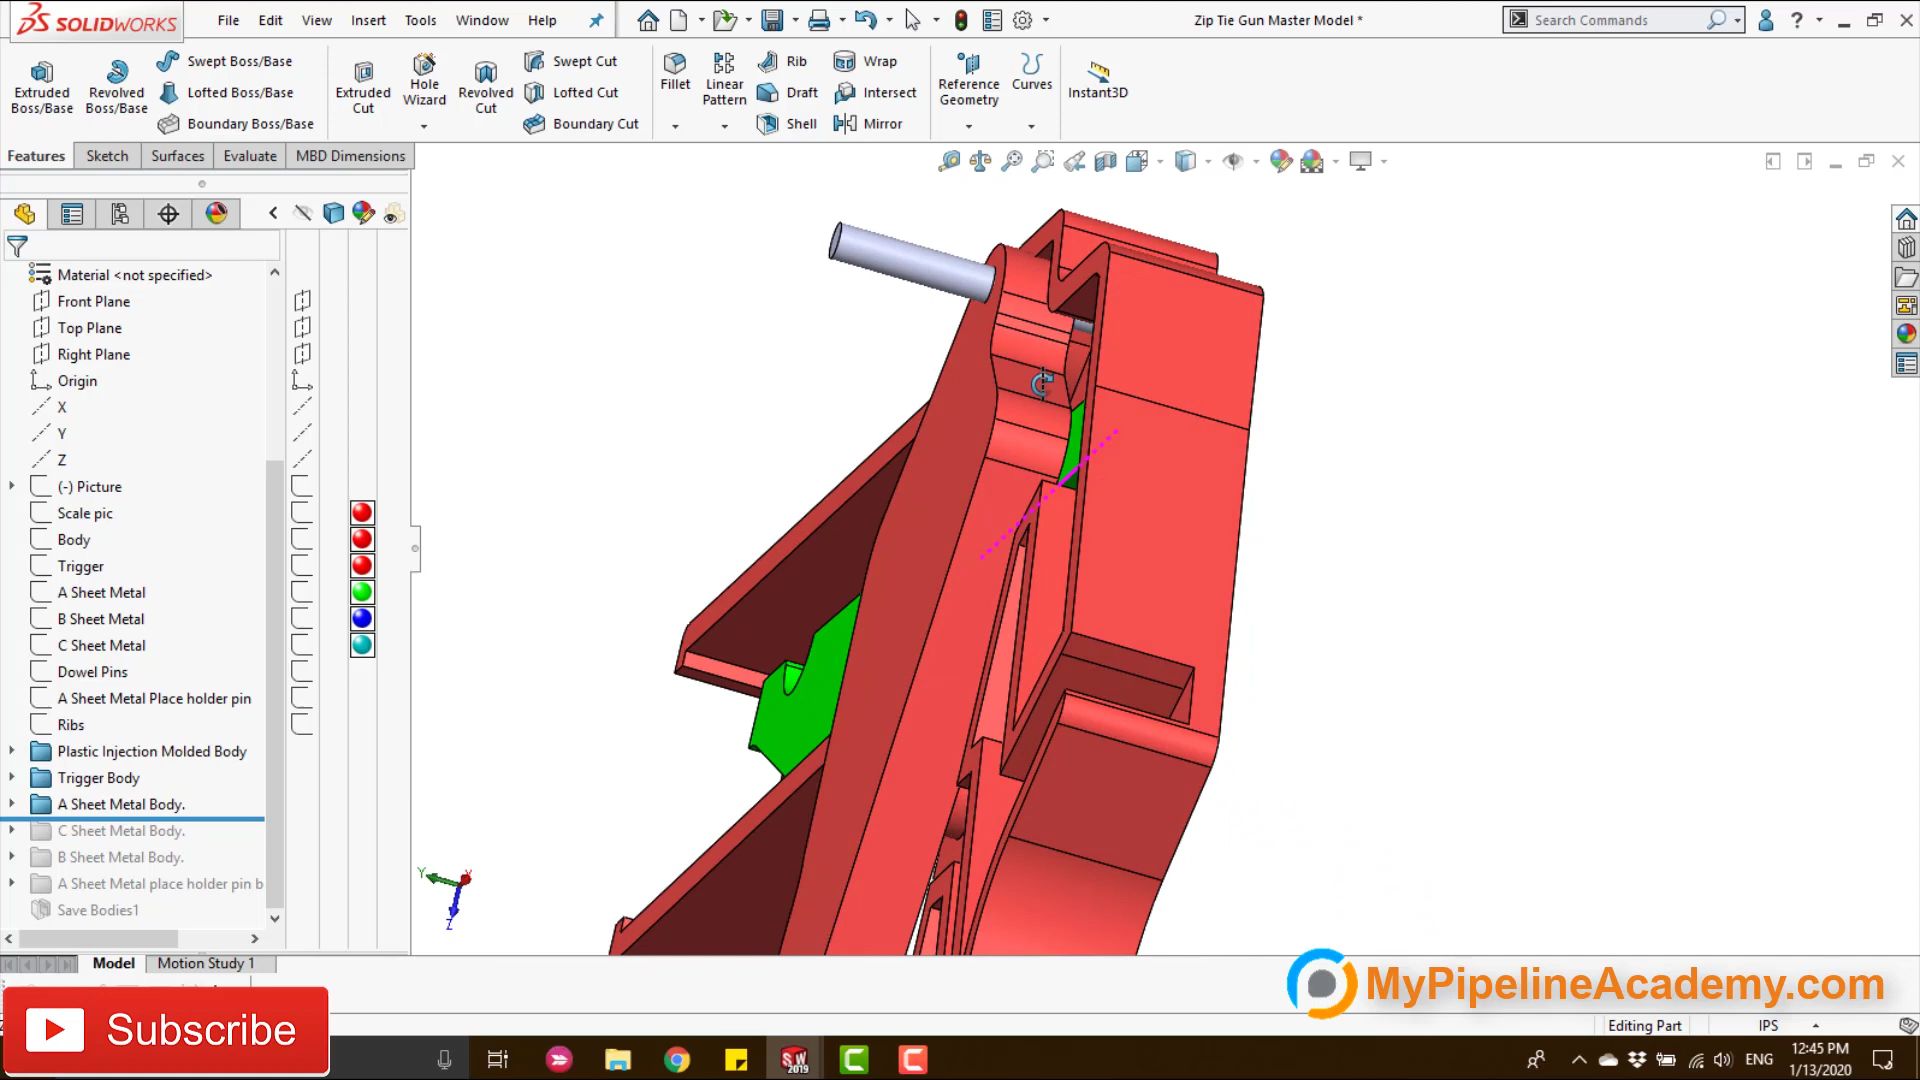 SOLIDWORKS
File Edit View Insert Tools Window Help
Zip Tie Gun Master Model *
Search Commands
Extruded Boss/Base
Revolved Boss/Base
Swept Boss/Base
Lofted Boss/Base
Boundary Boss/Base
Extruded Cut
Hole Wizard
Revolved Cut
Swept Cut
Lofted Cut
Boundary Cut
Fillet
Linear Pattern
Rib
Draft
Shell
Wrap
Intersect
Mirror
Reference Geometry
Curves
Instant3D
Features Sketch Surfaces Evaluate MBD Dimensions
Material <not specified>
Front Plane
Top Plane
Right Plane
Origin
X
Y
Z
(-) Picture
Scale pic
Body
Trigger
A Sheet Metal
B Sheet Metal
C Sheet Metal
Dowel Pins
A Sheet Metal Place holder pin
Ribs
Plastic Injection Molded Body
Trigger Body
A Sheet Metal Body.
C Sheet Metal Body.
B Sheet Metal Body.
A Sheet Metal place holder pin b
Save Bodies1
Y X
Z
Model Motion Study 1
MyPipelineAcademy.com
Subscribe
Editing Part IPS
SW 2019
ENG
12:45 PM
1/13/2020